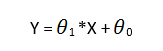 Y = θ₁*X + θ₀